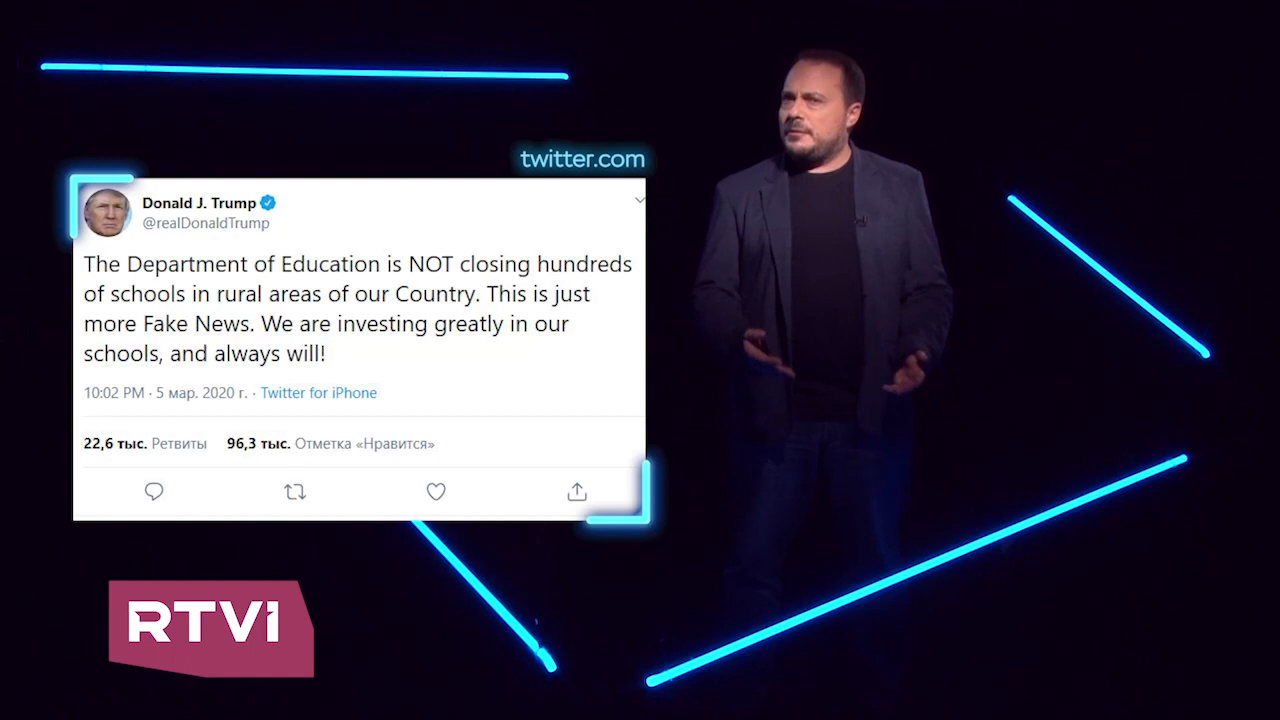 twitter.com
Donald J. Trump
@realDonaldTrump
The Department of Education is NOT closing hundreds
of schools in rural areas of our Country. This is just
more Fake News. We are investing greatly in our
schools, and always will!
10:02 PM · 5 мар. 2020 г. · Twitter for iPhone
22,6 тыс. Ретвиты 96,3 тыс. Отметка «Нравится»
RTVI